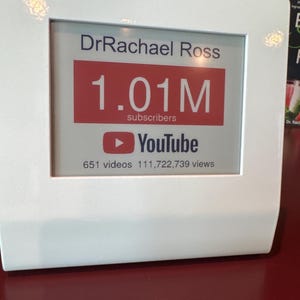 DrRachael Ross
1.01M
subscribers
YouTube
651 videos 111,722,739 views